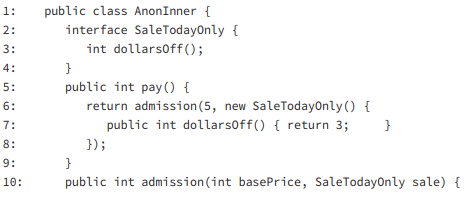 1: public class AnonInner {
2: interface SaleTodayOnly {
3: int dollarsOff();
4: }
5: public int pay() {
6: return admission(5, new SaleTodayOnly() {
7: public int dollarsOff() { return 3; }
8: });
9: }
10: public int admission(int basePrice, SaleTodayOnly sale) {